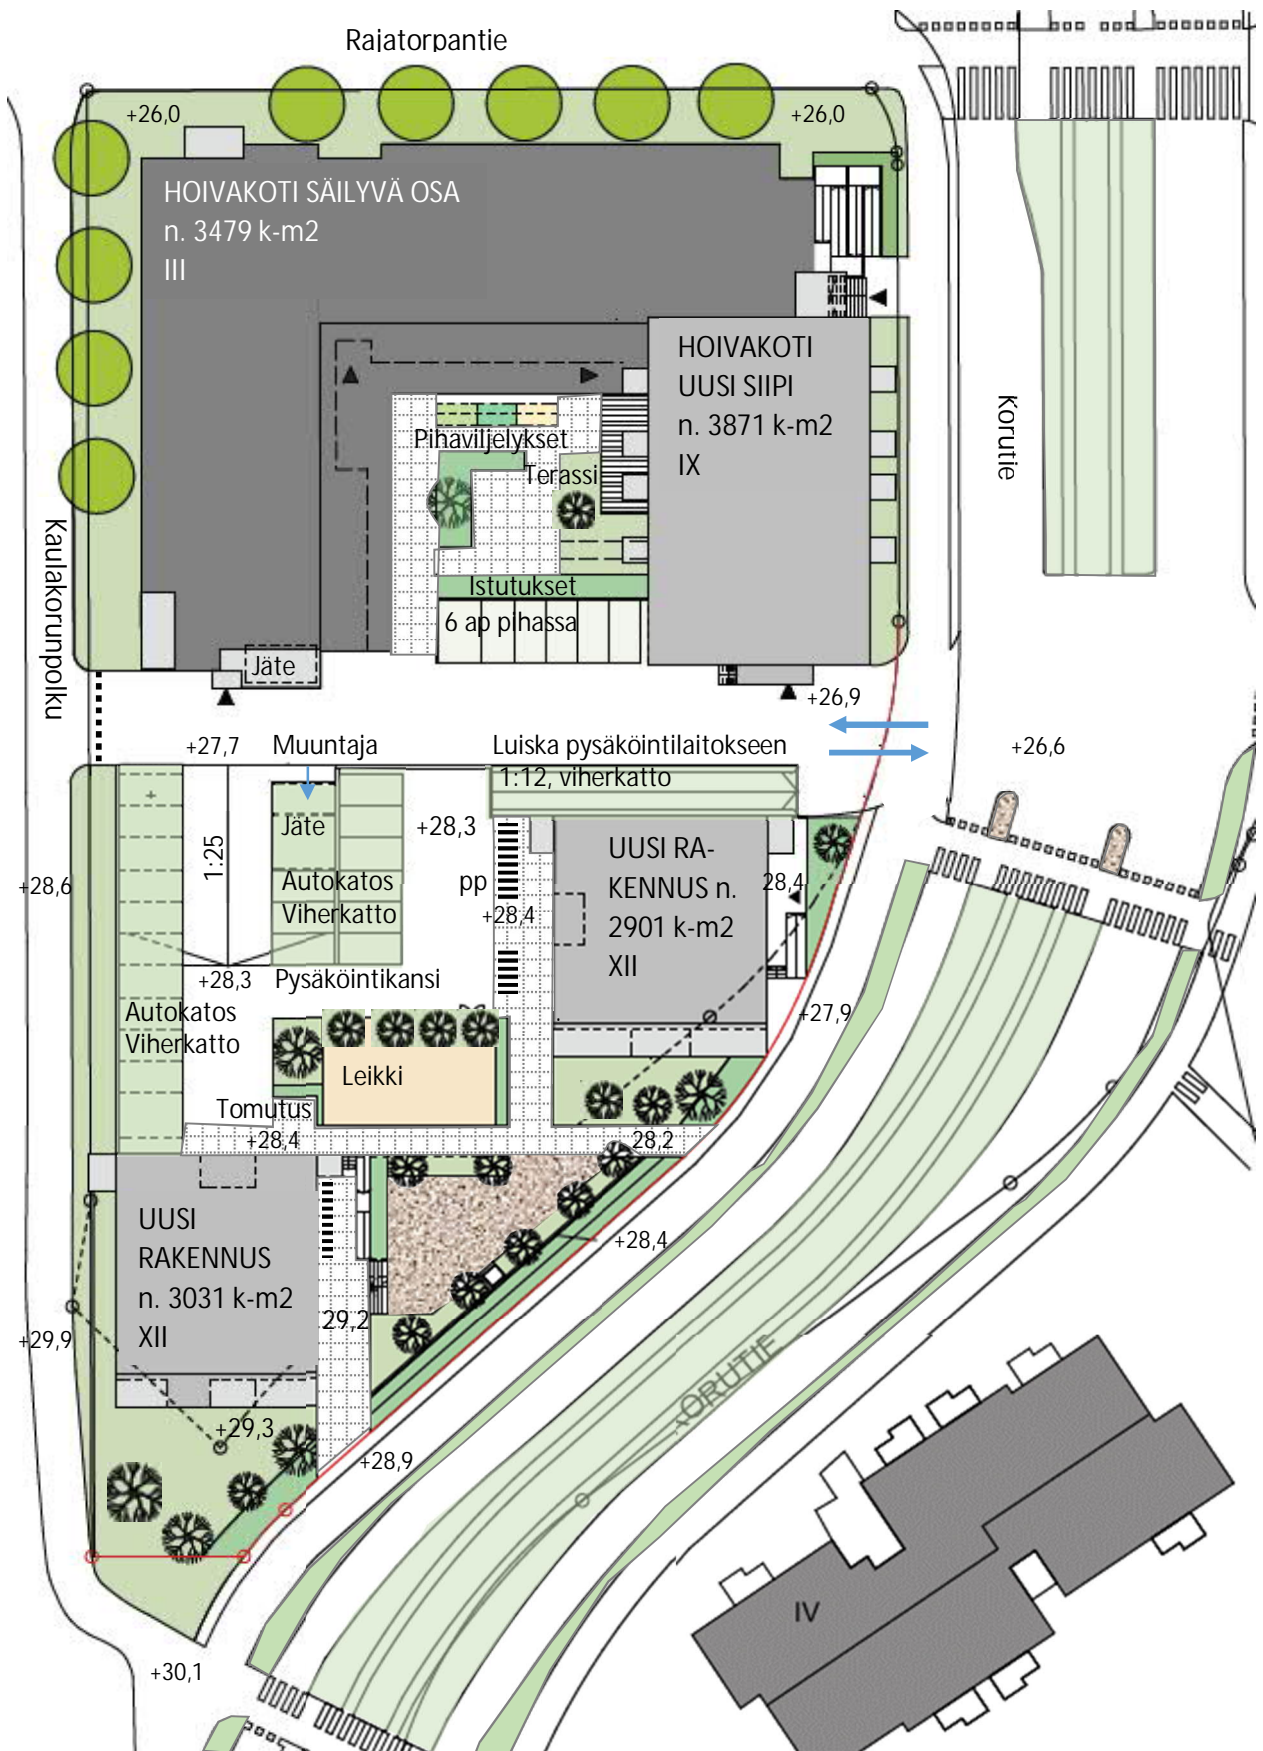 Rajatorpantie
+26,0
+26,0
HOIVAKOTI SÄILYVÄ OSA
n. 3479 k-m2
III
HOIVAKOTI
UUSI SIIPI
n. 3871 k-m2
IX
Korutie
Pihaviljelykset
Terassi
Kaulakorunpolku
Istutukset
6 ap pihassa
Jäte
+26,9
+27,7
Muuntaja
Luiska pysäköintilaitokseen
1:12, viherkatto
+26,6
1:25
Jäte
+28,3
UUSI RA-
KENNUS n.
2901 k-m2
XII
+28,6
Autokatos
Viherkatto
pp
28,4
+28,4
+28,3
Pysäköintikansi
Autokatos
Viherkatto
+27,9
Leikki
Tomutus
+28,4
28,2
UUSI
RAKENNUS
n. 3031 k-m2
XII
+28,4
29,2
+29,9
KORUTIE
+29,3
+28,9
IV
+30,1